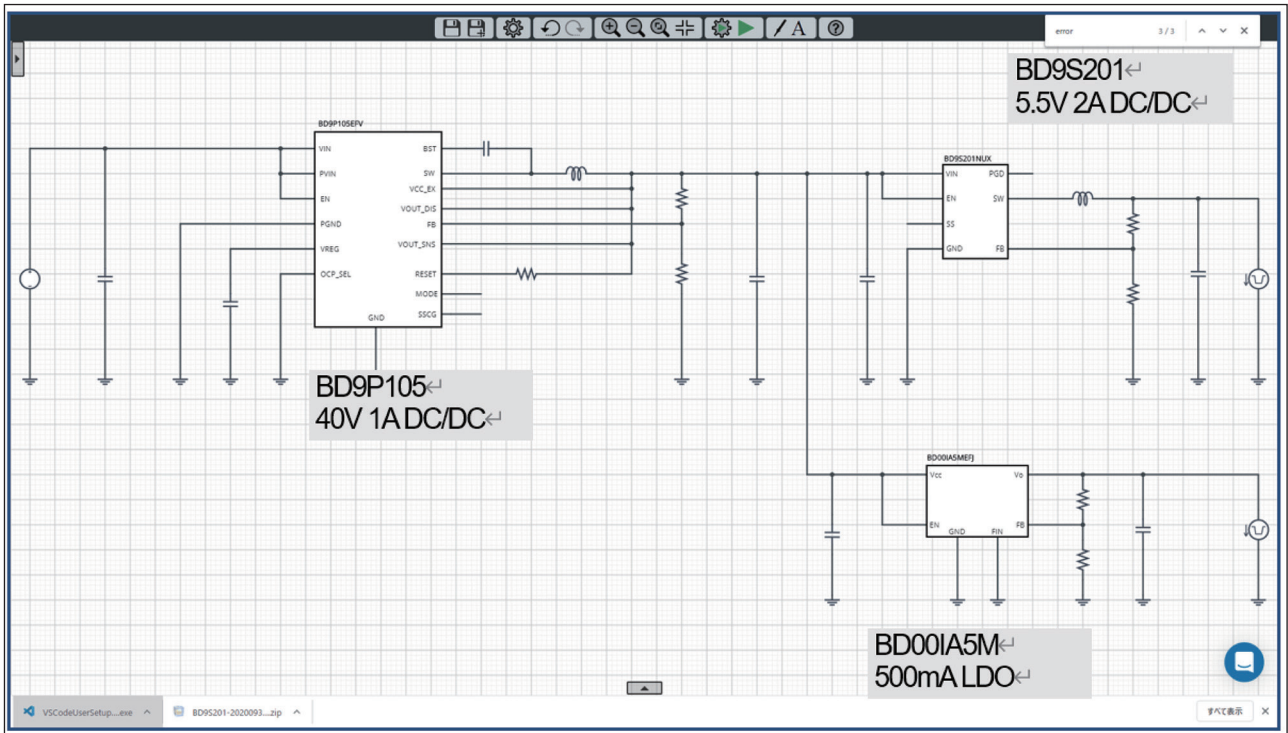 error 3/3
BD9S201↵
5.5V 2A DC/DC↵
BD9P105EFV
VIN
PVIN
EN
PGND
VREG
OCP_SEL
BST
SW
VCC_EX
VOUT_DIS
FB
VOUT_SNS
RESET
MODE
SSCG
GND
BD9P105↵
40V 1A DC/DC↵
BD9S201NUX
VIN PGD
EN SW
SS
GND FB
BD00IA5MEFJ
Vcc Vo
EN GND FIN FB
BD00IA5M↵
500mA LDO↵
VSCodeUserSetup....exe BD9S201-2020093....zip すべて表示